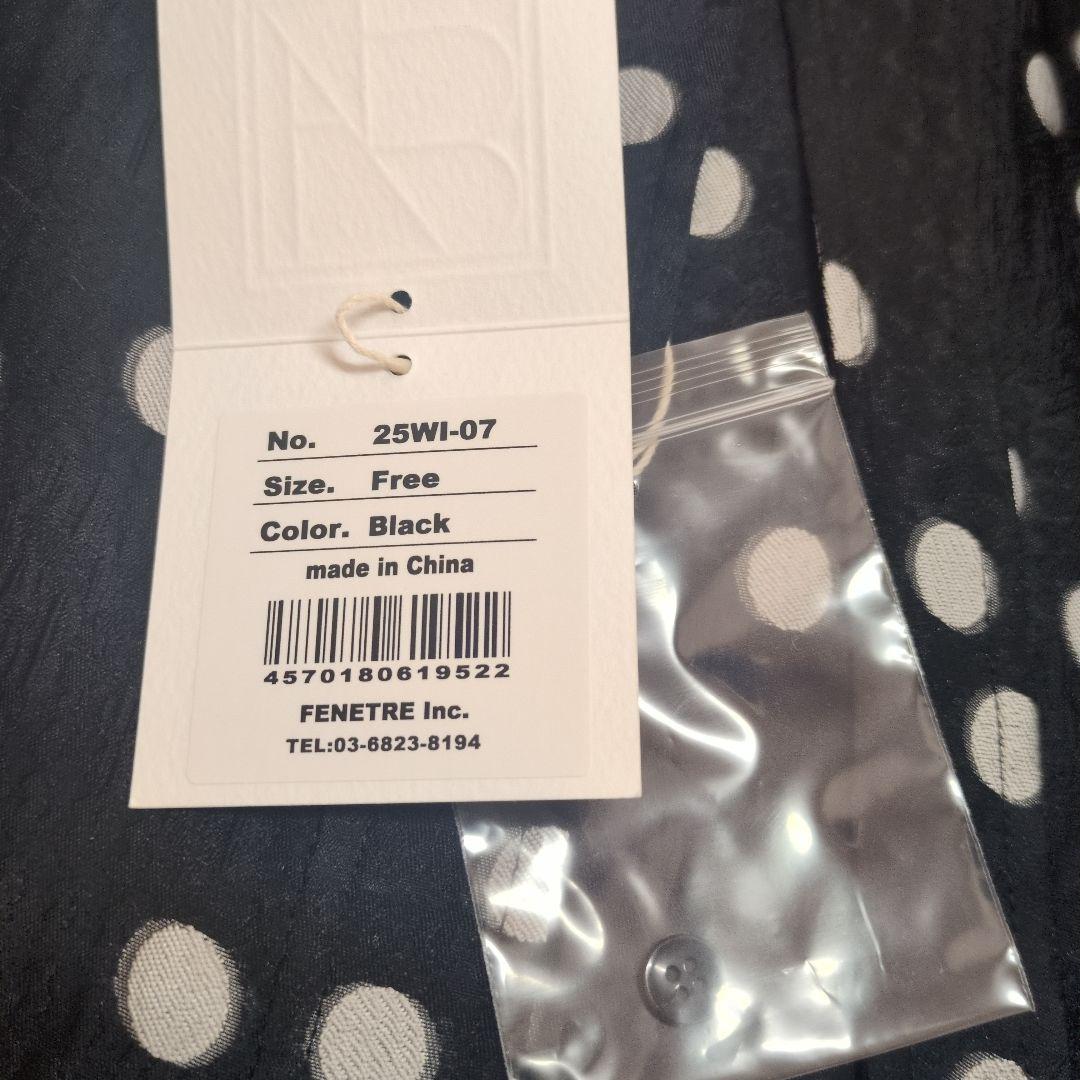 No. 25WI-07
Size. Free
Color. Black
made in China
4570180619522
FENETRE Inc.
TEL:03-6823-8194